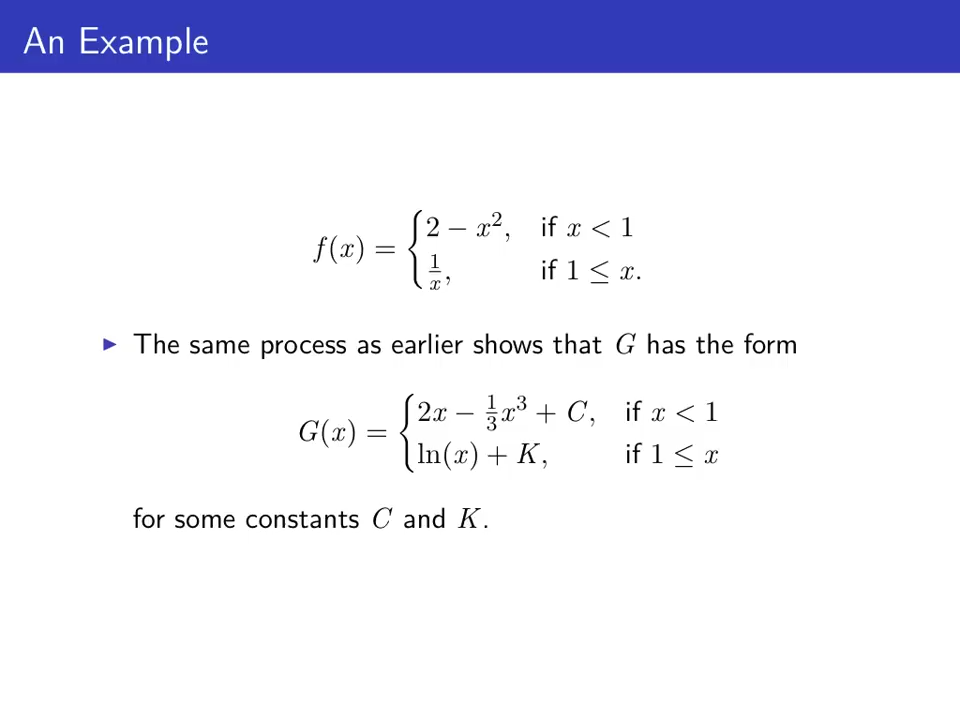 An Example
f(x) = { 2 − x², if x < 1
1/x, if 1 ≤ x.
▶ The same process as earlier shows that G has the form
G(x) = { 2x − 1/3 x³ + C, if x < 1
ln(x) + K, if 1 ≤ x
for some constants C and K.